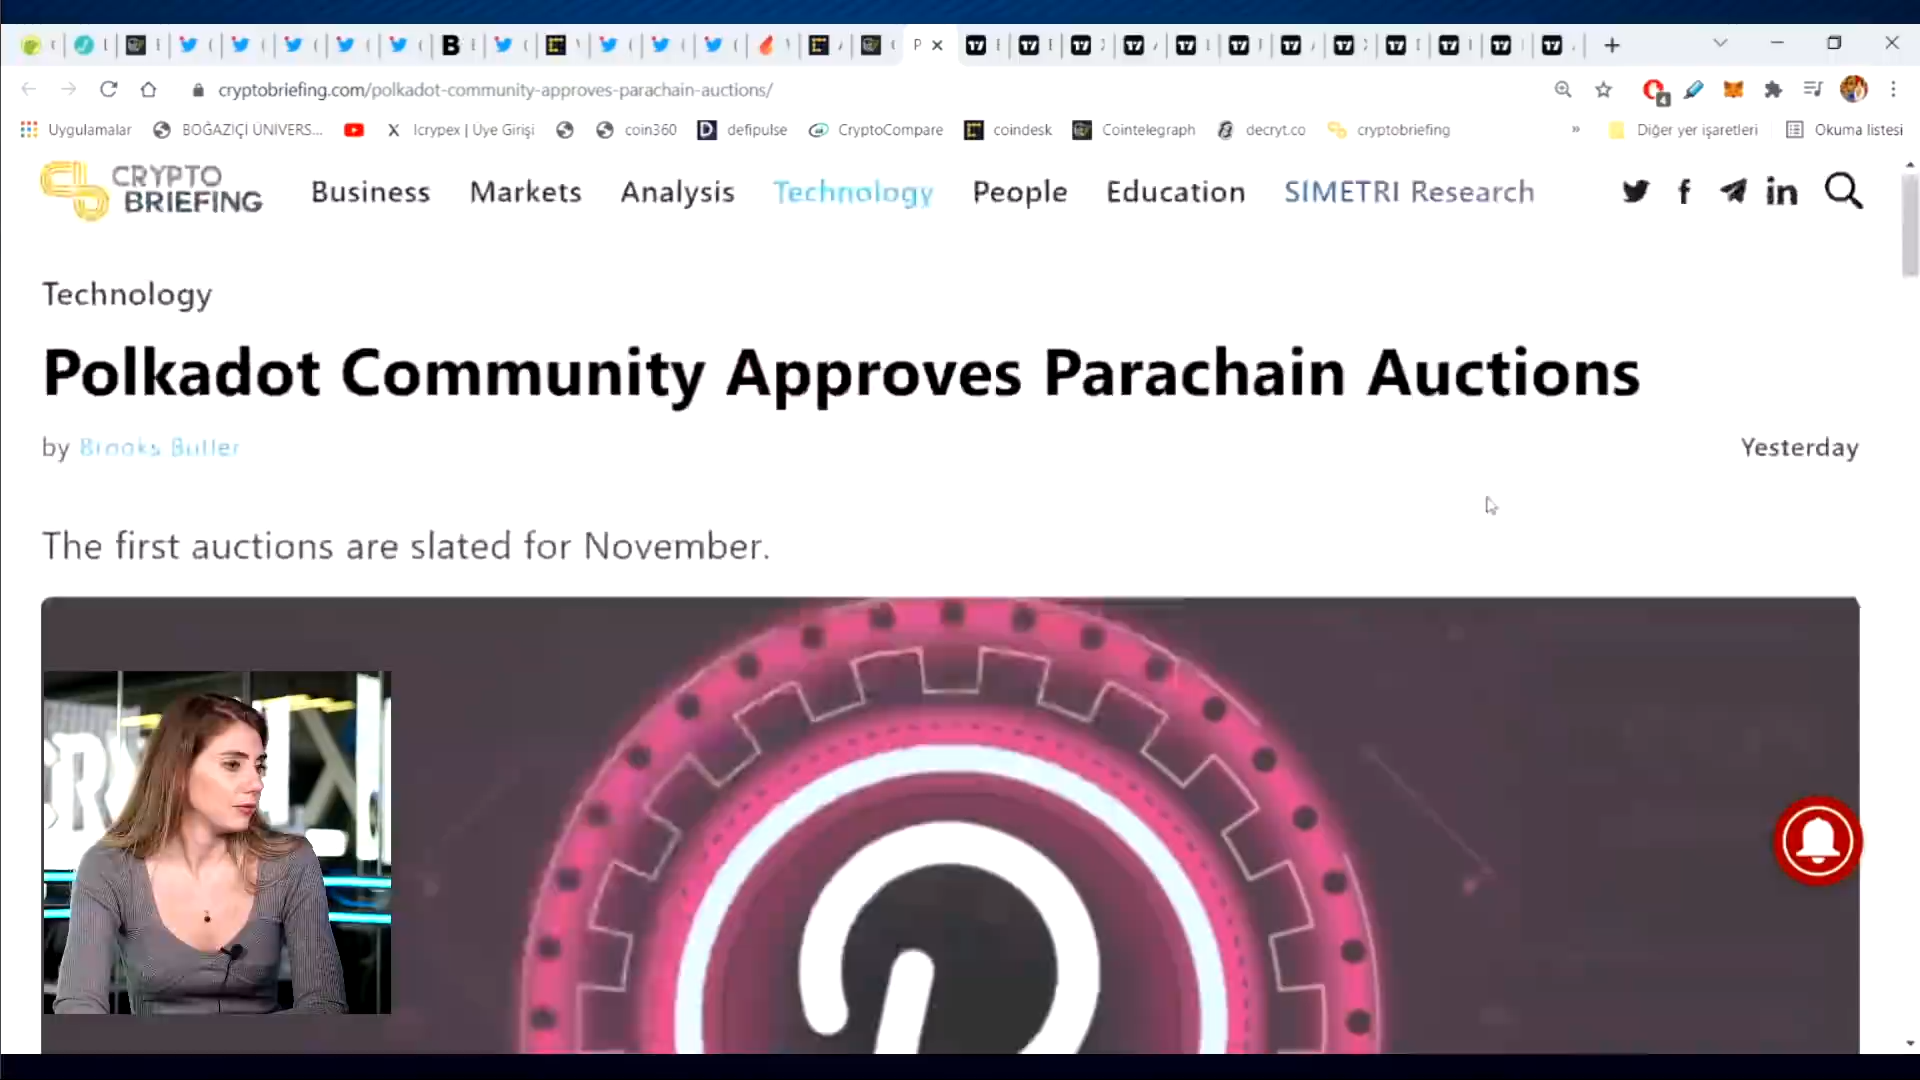 P
cryptobriefing.com/polkadot-community-approves-parachain-auctions/
Uygulamalar
BOĞAZİÇİ ÜNİVERS...
Icrypex | Üye Girişi
coin360
defipulse
CryptoCompare
coindesk
Cointelegraph
decryt.co
cryptobriefing
»
Diğer yer işaretleri
Okuma listesi
CRYPTO
BRIEFING
Business
Markets
Analysis
Technology
People
Education
SIMETRI Research
Technology
Polkadot Community Approves Parachain Auctions
by Brooks Butler
Yesterday
The first auctions are slated for November.